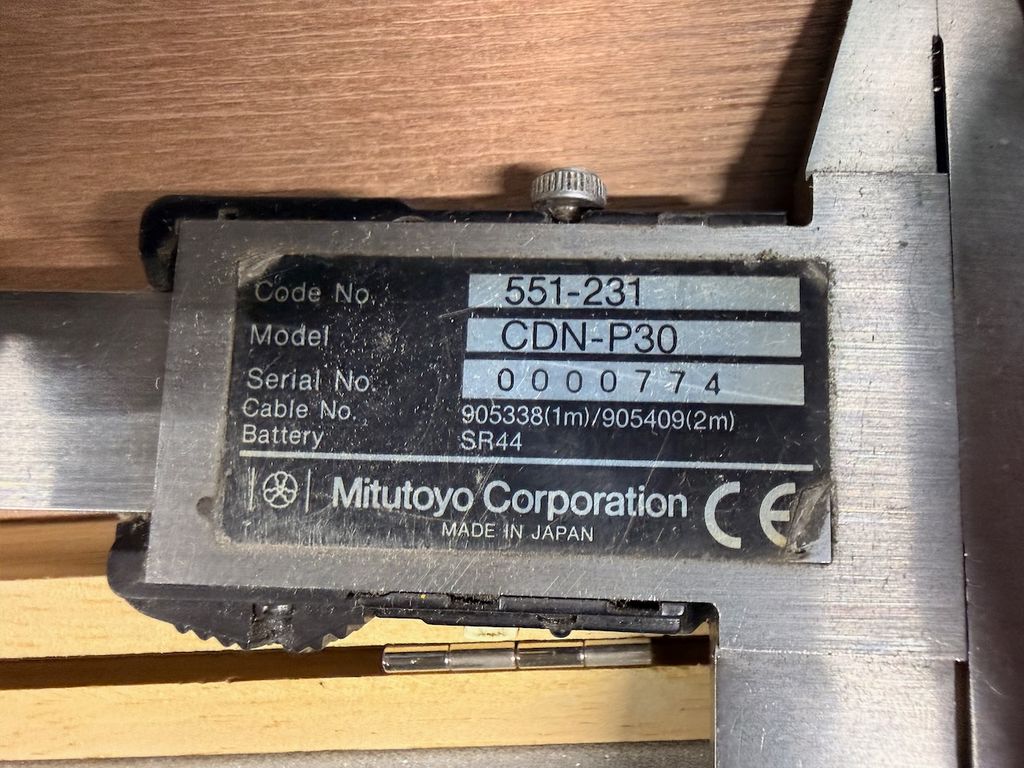 Code No. 551-231
Model CDN-P30
Serial No. 0000774
Cable No. 905338(1m)/905409(2m)
Battery SR44
Mitutoyo Corporation
MADE IN JAPAN
CE